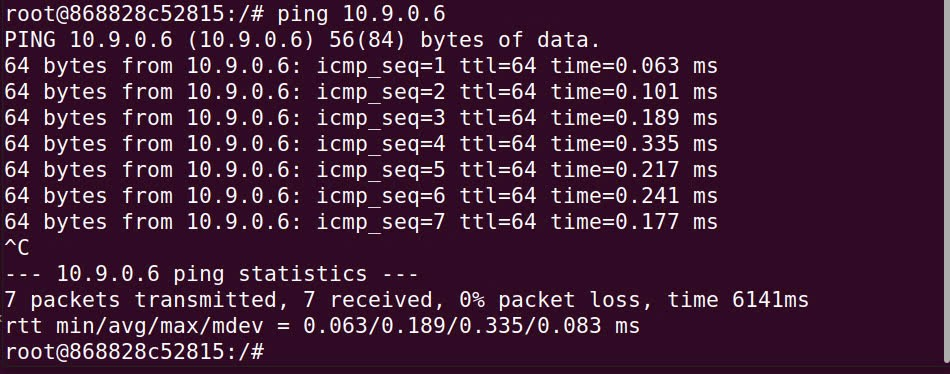 root@868828c52815:/# ping 10.9.0.6
PING 10.9.0.6 (10.9.0.6) 56(84) bytes of data.
64 bytes from 10.9.0.6: icmp_seq=1 ttl=64 time=0.063 ms
64 bytes from 10.9.0.6: icmp_seq=2 ttl=64 time=0.101 ms
64 bytes from 10.9.0.6: icmp_seq=3 ttl=64 time=0.189 ms
64 bytes from 10.9.0.6: icmp_seq=4 ttl=64 time=0.335 ms
64 bytes from 10.9.0.6: icmp_seq=5 ttl=64 time=0.217 ms
64 bytes from 10.9.0.6: icmp_seq=6 ttl=64 time=0.241 ms
64 bytes from 10.9.0.6: icmp_seq=7 ttl=64 time=0.177 ms
^C
--- 10.9.0.6 ping statistics ---
7 packets transmitted, 7 received, 0% packet loss, time 6141ms
rtt min/avg/max/mdev = 0.063/0.189/0.335/0.083 ms
root@868828c52815:/#